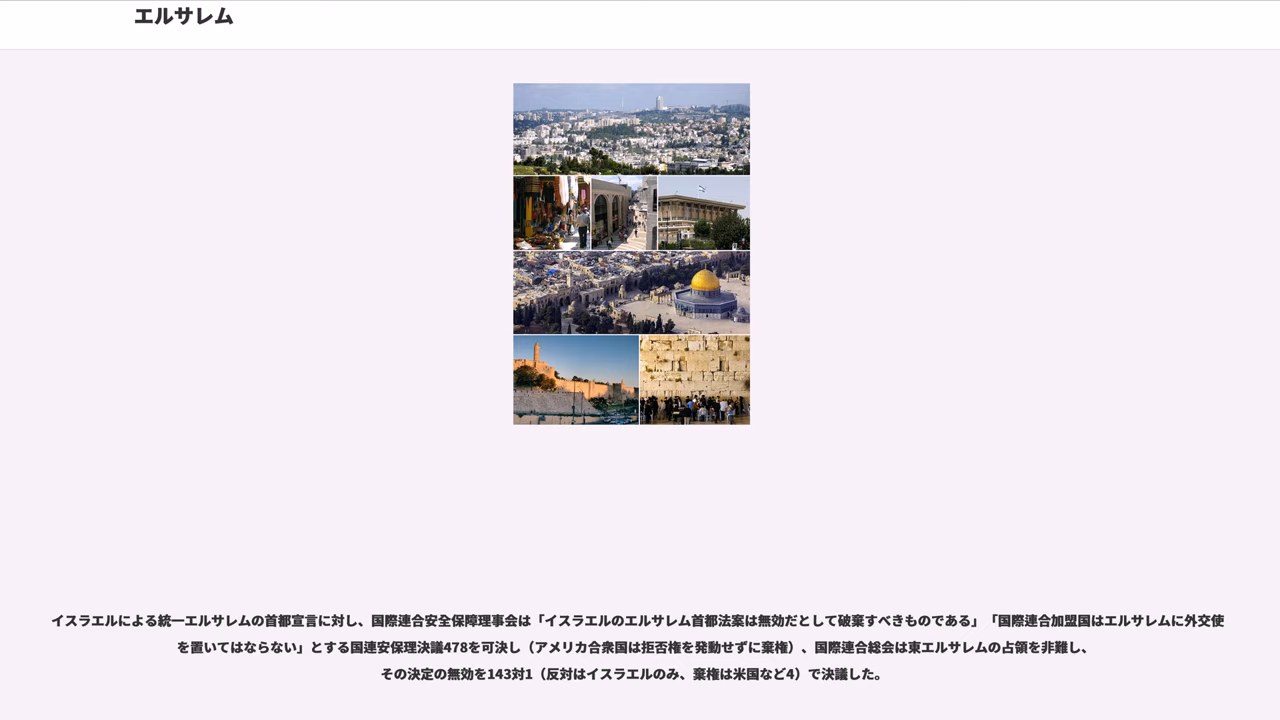 エルサレム
イスラエルによる統一エルサレムの首都宣言に対し、国際連合安全保障理事会は「イスラエルのエルサレム首都法案は無効だとして破棄すべきものである」「国際連合加盟国はエルサレムに外交使
を置いてはならない」とする国連安保理決議478を可決し（アメリカ合衆国は拒否権を発動せずに棄権）、国際連合総会は東エルサレムの占領を非難し、
その決定の無効を143対1（反対はイスラエルのみ、棄権は米国など4）で決議した。